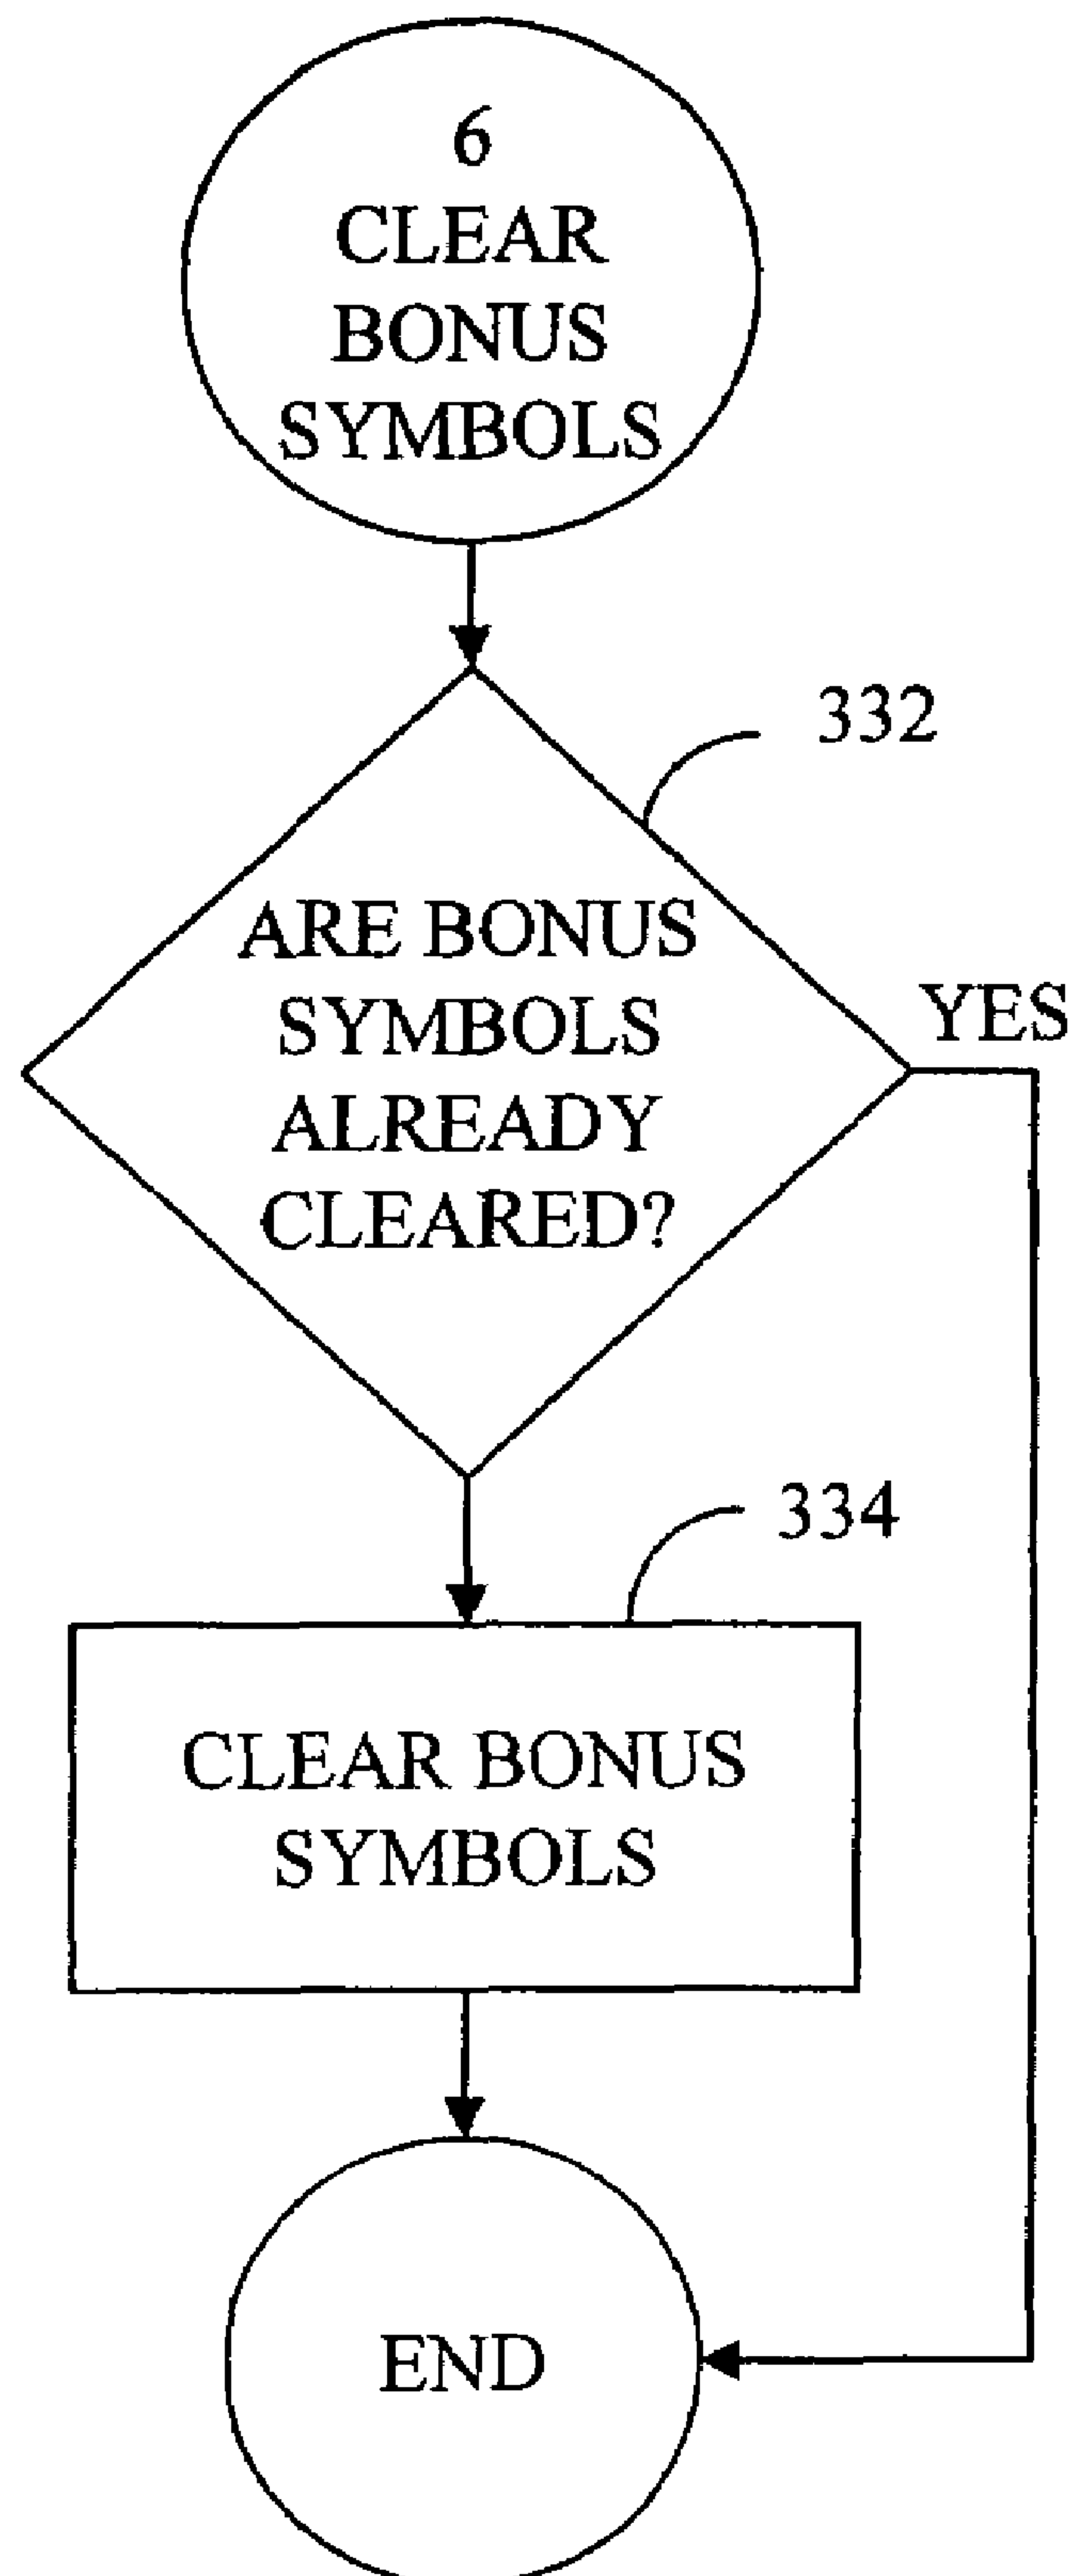 6
CLEAR
BONUS
SYMBOLS
332
ARE BONUS
SYMBOLS
ALREADY
CLEARED?
YES
334
CLEAR BONUS
SYMBOLS
END